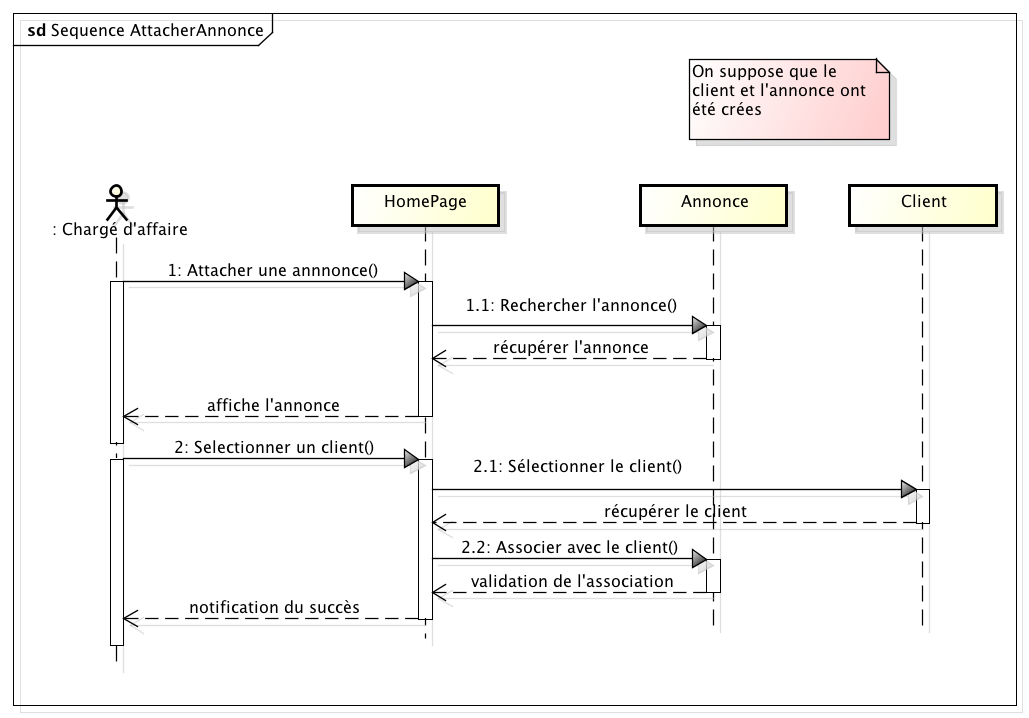 sd Sequence AttacherAnnonce
On suppose que le
client et l'annonce ont
été crées
: Chargé d'affaire
HomePage
Annonce
Client
1: Attacher une annnonce()
1.1: Rechercher l'annonce()
récupérer l'annonce
affiche l'annonce
2: Selectionner un client()
2.1: Sélectionner le client()
récupérer le client
2.2: Associer avec le client()
validation de l'association
notification du succès